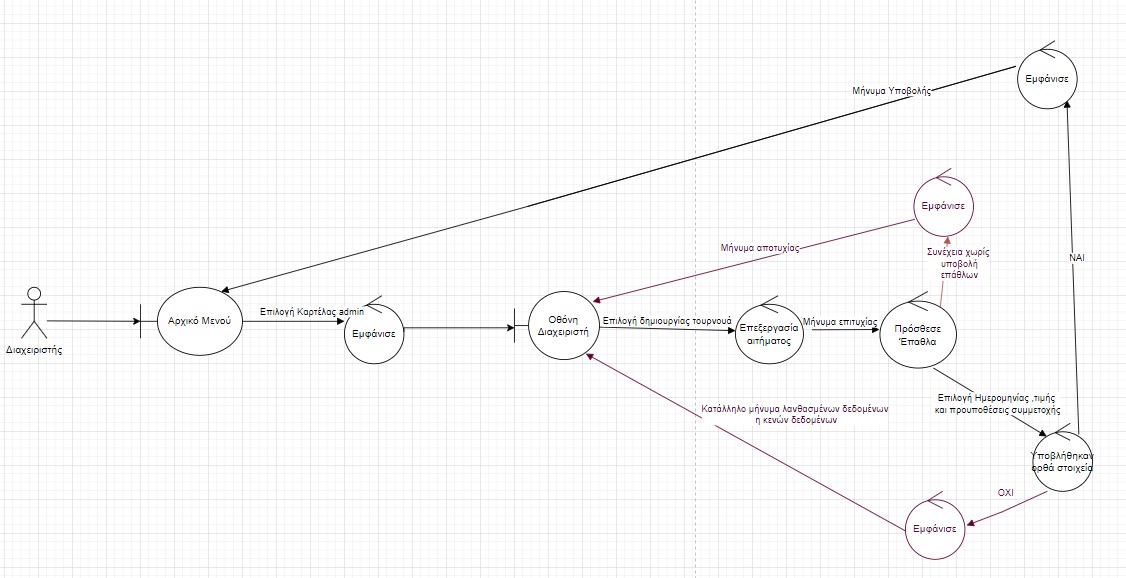 Εμφάνισε
Μήνυμα Υποβολής
Εμφάνισε
Μήνυμα αποτυχίας
Συνέχεια χωρίς
υποβολή
επάθλων
ΝΑΙ
Διαχειριστής
Αρχικό Μενού
Επιλογή Καρτέλας admin
Εμφάνισε
Οθόνη
Διαχειριστή
Επιλογή δημιουργίας τουρνουά
Επεξεργασία
αιτήματος
Μήνυμα επιτυχίας
Πρόσθεσε
Έπαθλα
Επιλογή Ημερομηνίας ,τιμής
και προυποθέσεις συμμετοχής
Κατάλληλο μήνυμα λανθασμένων δεδομένων
η κενών δεδομένων
Υποβλήθηκαν
ορθά στοιχεία
ΟΧΙ
Εμφάνισε